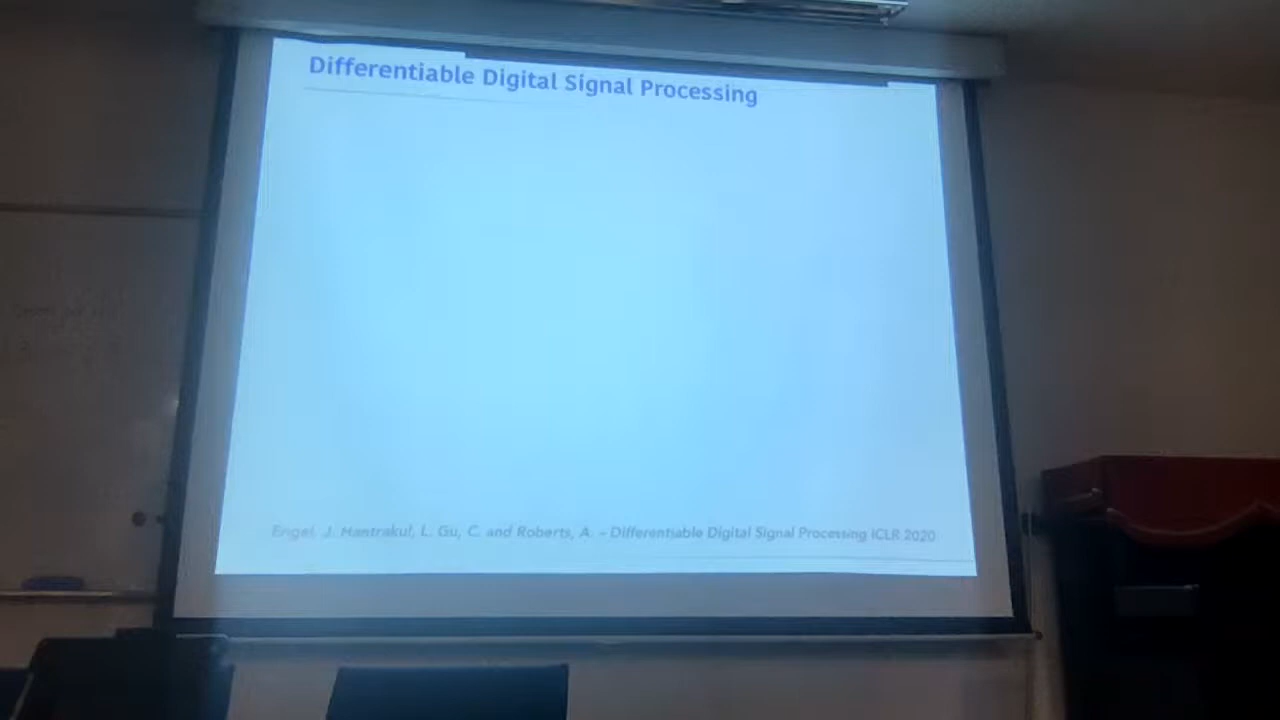 Differentiable Digital Signal Processing
Engel, J. Hantrakul, L. Gu, C. and Roberts, A. – Differentiable Digital Signal Processing ICLR 2020